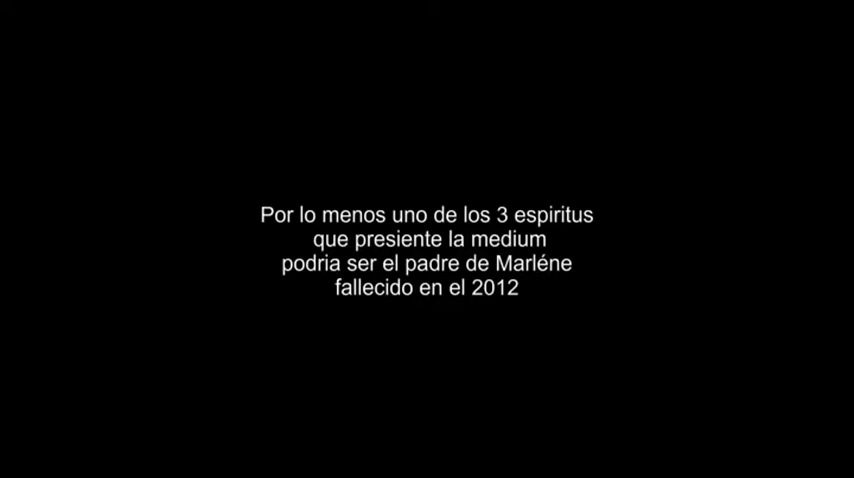 Por lo menos uno de los 3 espiritus
que presiente la medium
podria ser el padre de Marléne
fallecido en el 2012